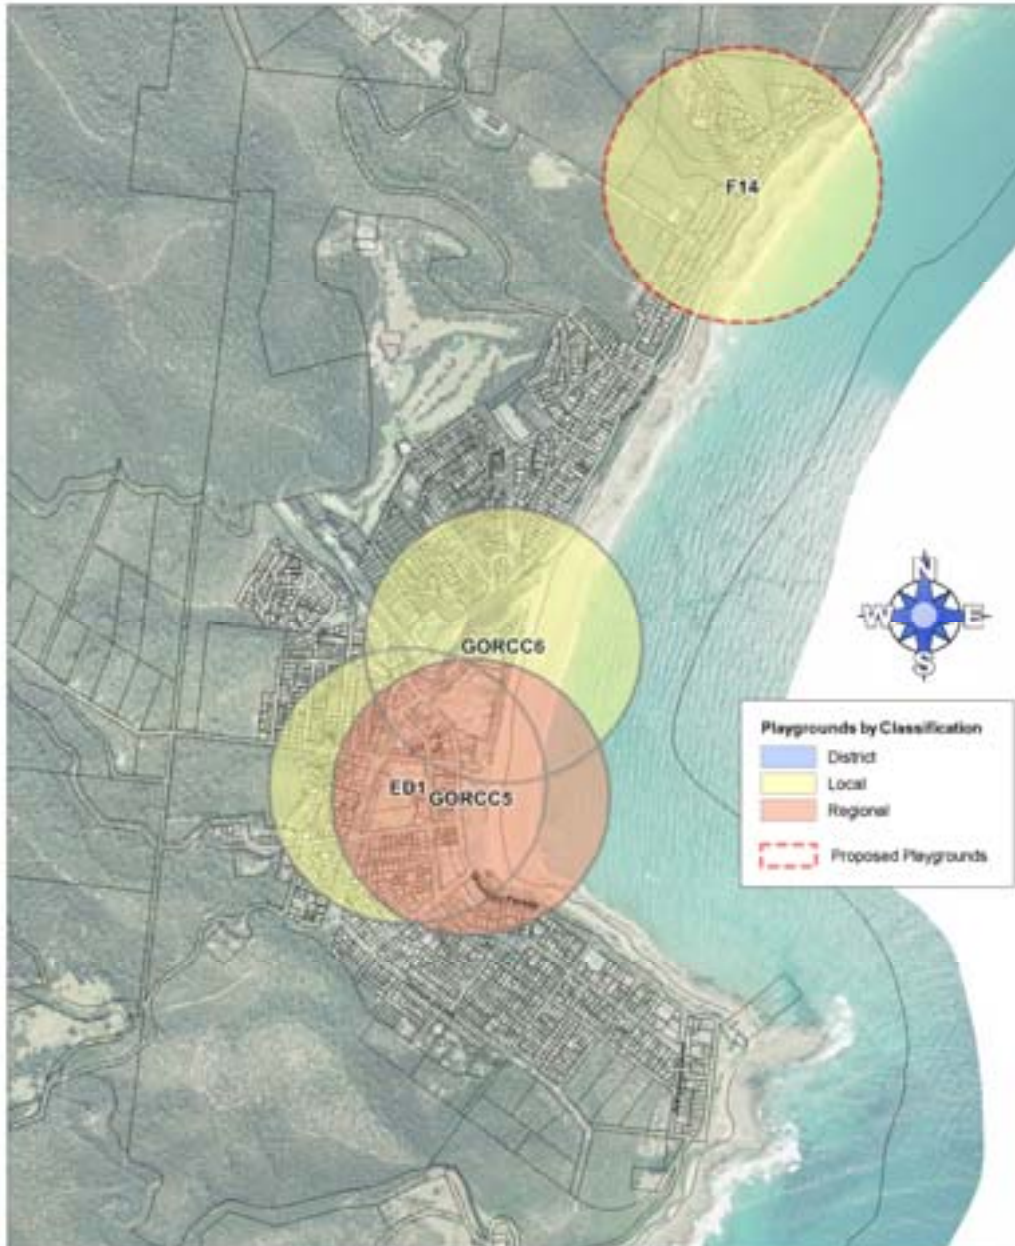 F14
GORCC6
N
W E
S
ED1 GORCC5
Playgrounds by Classification
District
Local
Regional
Proposed Playgrounds